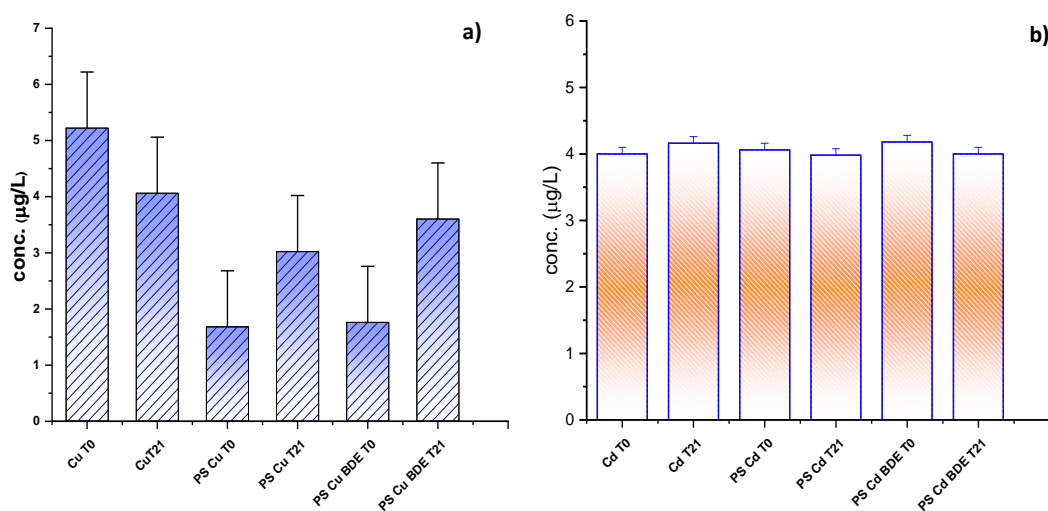 a)
7
6
5
4
3
2
1
0
conc. (µg/L)
Cu T0
CuT21
PS Cu T0
PS Cu T21
PS Cu BDE T0
PS Cu BDE T21
b)
6
5
4
3
2
1
0
conc. (µg/L)
Cd T0
Cd T21
PS Cd T0
PS Cd T21
PS Cd BDE T0
PS Cd BDE T21